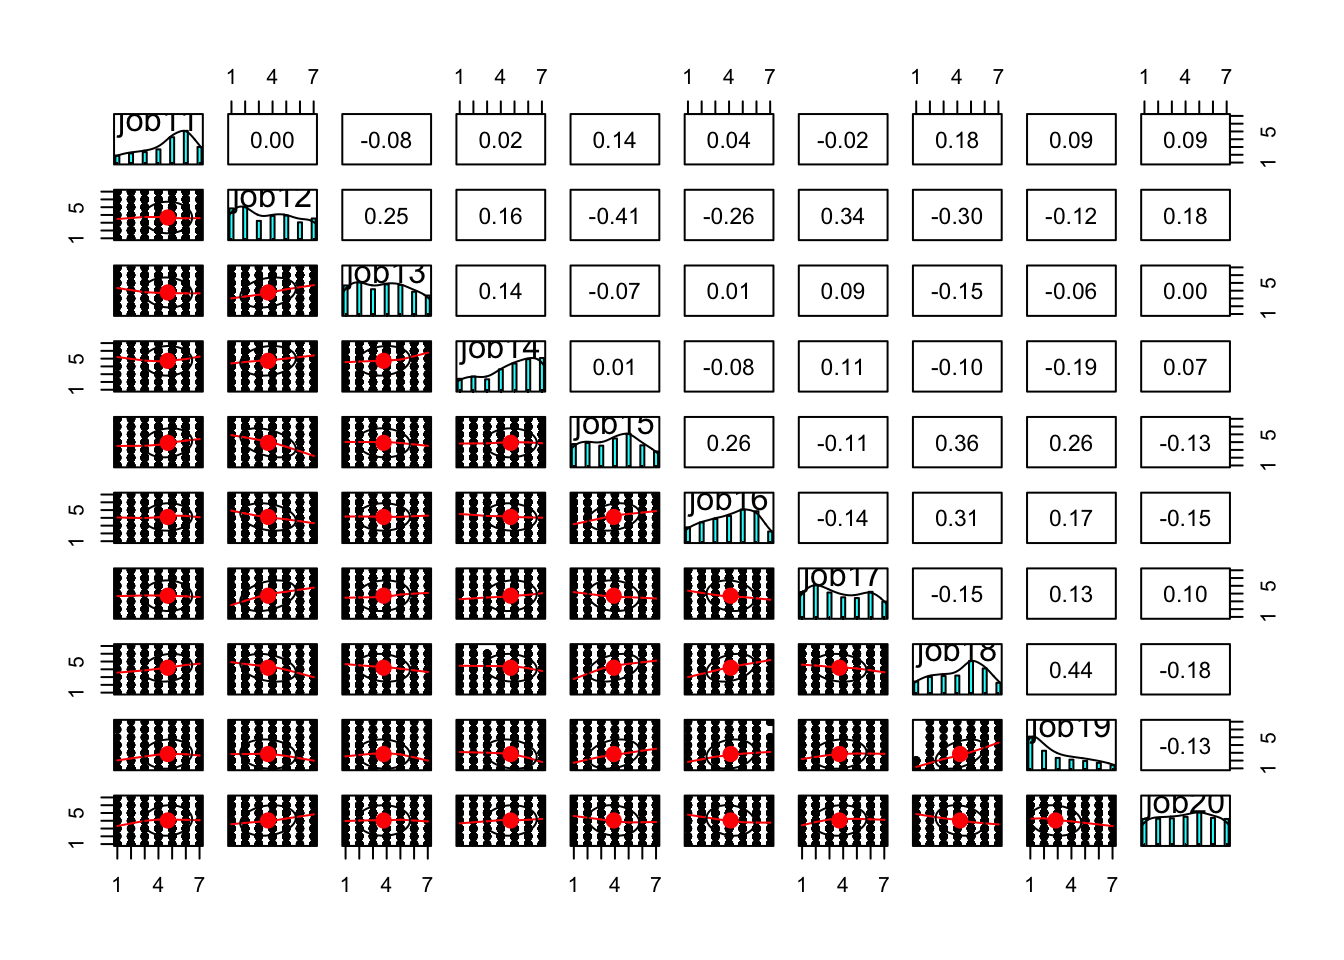 1 4 7 1 4 7 1 4 7 1 4 7 1 4 7
job11 0.00 -0.08 0.02 0.14 0.04 -0.02 0.18 0.09 0.09 1 5
1 5 job12 0.25 0.16 -0.41 -0.26 0.34 -0.30 -0.12 0.18
job13 0.14 -0.07 0.01 0.09 -0.15 -0.06 0.00 1 5
1 5 job14 0.01 -0.08 0.11 -0.10 -0.19 0.07
job15 0.26 -0.11 0.36 0.26 -0.13 1 5
1 5 job16 -0.14 0.31 0.17 -0.15
job17 -0.15 0.13 0.10 1 5
1 5 job18 0.44 -0.18
job19 -0.13 1 5
1 5 job20
1 4 7 1 4 7 1 4 7 1 4 7 1 4 7